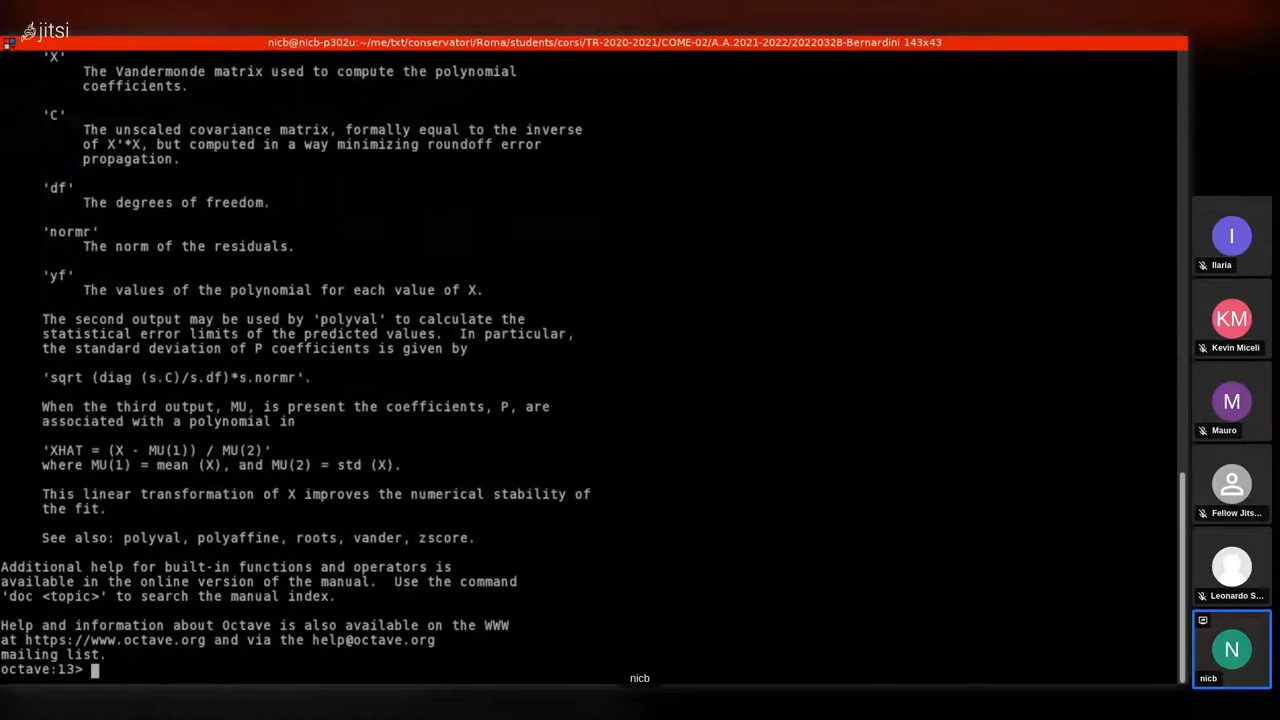 jitsi
nicb@nicb-p302u:~/me/txt/conservatori/Roma/students/corsi/TR-2020-2021/COME-02/A.A.2021-2022/20220328-Bernardini 143x43
'X'
The Vandermonde matrix used to compute the polynomial
coefficients.
'C'
The unscaled covariance matrix, formally equal to the inverse
of X'*X, but computed in a way minimizing roundoff error
propagation.
'df'
The degrees of freedom.
'normr'
The norm of the residuals.
'yf'
The values of the polynomial for each value of X.
The second output may be used by 'polyval' to calculate the
statistical error limits of the predicted values.  In particular,
the standard deviation of P coefficients is given by
'sqrt (diag (s.C)/s.df)*s.normr'.
When the third output, MU, is present the coefficients, P, are
associated with a polynomial in
'XHAT = (X - MU(1)) / MU(2)'
where MU(1) = mean (X), and MU(2) = std (X).
This linear transformation of X improves the numerical stability of
the fit.
See also: polyval, polyaffine, roots, vander, zscore.
Additional help for built-in functions and operators is
available in the online version of the manual.  Use the command
'doc <topic>' to search the manual index.
Help and information about Octave is also available on the WWW
at https://www.octave.org and via the help@octave.org
mailing list.
octave:13>
nicb
I
Ilaria
KM
Kevin Miceli
M
Mauro
Fellow Jits...
Leonardo S...
N
nicb